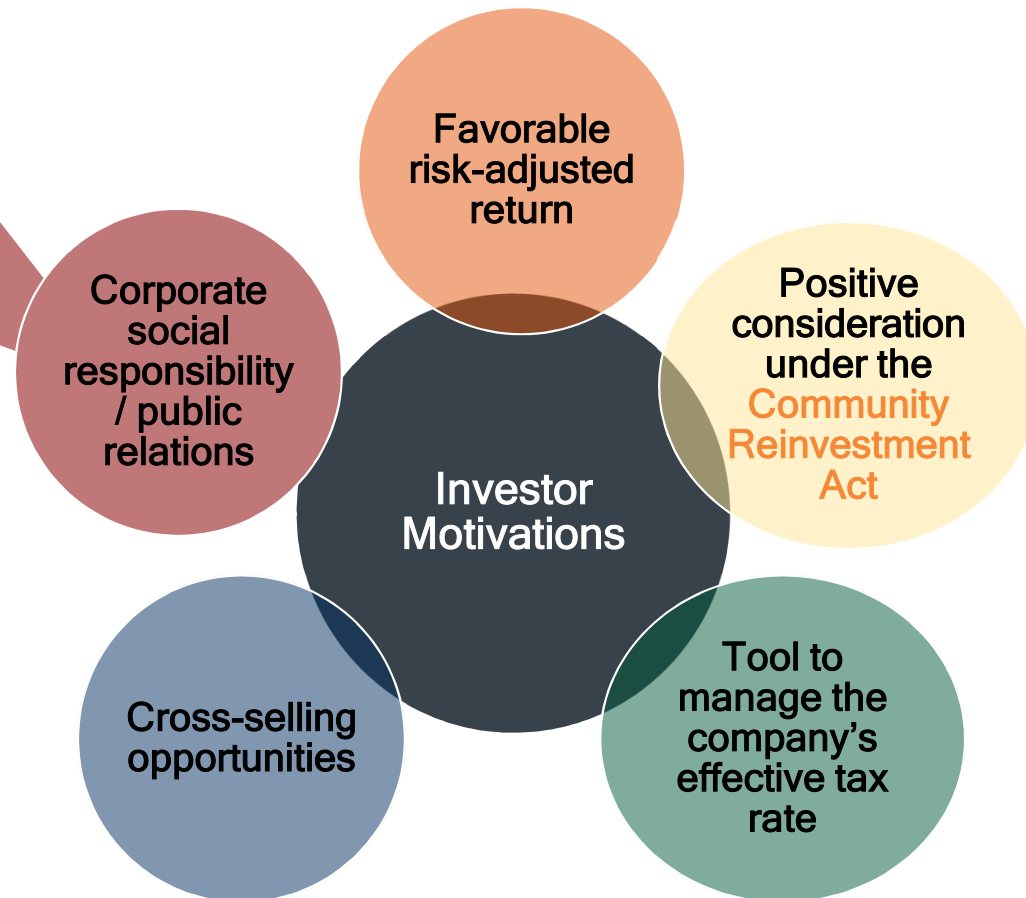 Favorable
risk-adjusted
return
Corporate
social
responsibility
/ public
relations
Positive
consideration
under the
Community
Reinvestment
Act
Investor
Motivations
Cross-selling
opportunities
Tool to
manage the
company’s
effective tax
rate